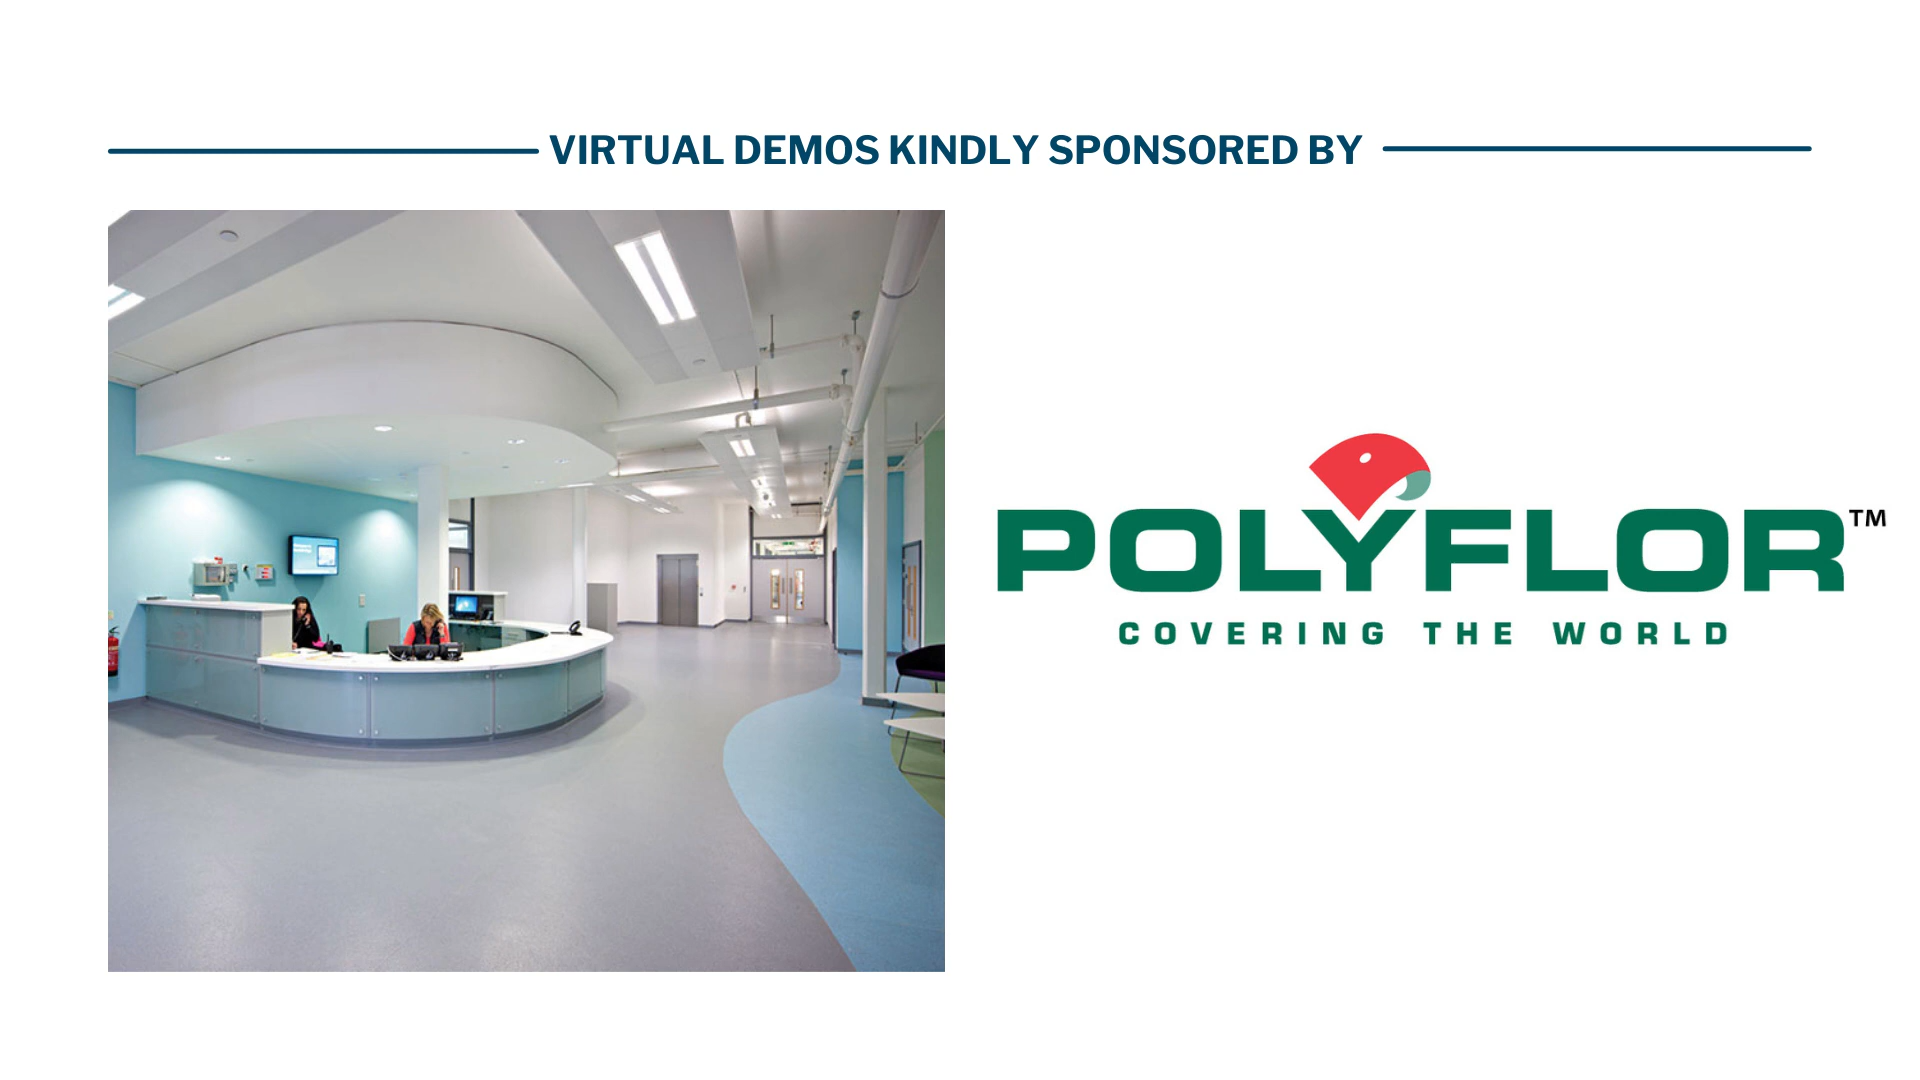 VIRTUAL DEMOS KINDLY SPONSORED BY
POLYFLOR™
COVERING THE WORLD